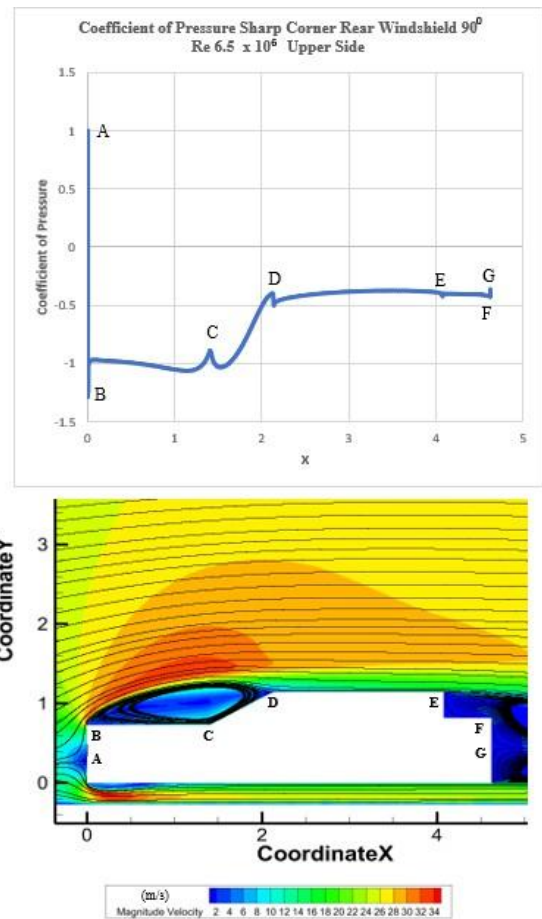 Coefficient of Pressure Sharp Corner Rear Windshield 90⁰
Re 6.5 x 10⁶ Upper Side
1.5
A
1
0.5
Coefficient of Pressure
0
D
E
G
-0.5
F
C
-1
B
-1.5
0 1 2 3 4 5
X
3
CoordinateY
2
1
D
E
B
C
F
A
G
0
0 2 4
CoordinateX
(m/s)
Magnitude Velocity 2 4 6 8 10 12 14 16 18 20 22 24 26 28 30 32 34